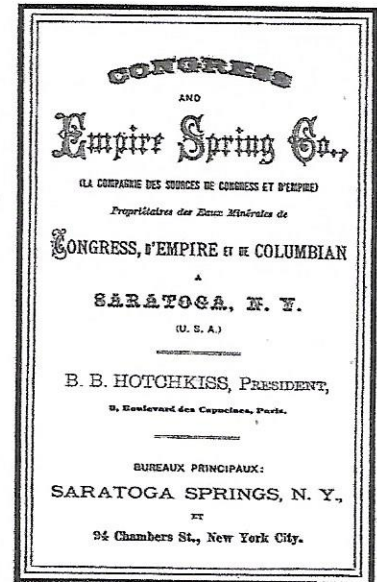 CONGRESS
AND
Empire Spring Co.,
(LA COMPAGNIE DES SOURCES DE CONGRESS ET D'EMPIRE)
Propriétaires des Eaux Minérales de
CONGRESS, D'EMPIRE ET DE COLUMBIAN
A
SARATOGA, N. Y.
(U. S. A.)
B. B. HOTCHKISS, PRESIDENT,
Boulevard des Capucines, Paris.
BUREAUX PRINCIPAUX:
SARATOGA SPRINGS, N. Y.,
ET
94 Chambers St., New York City.